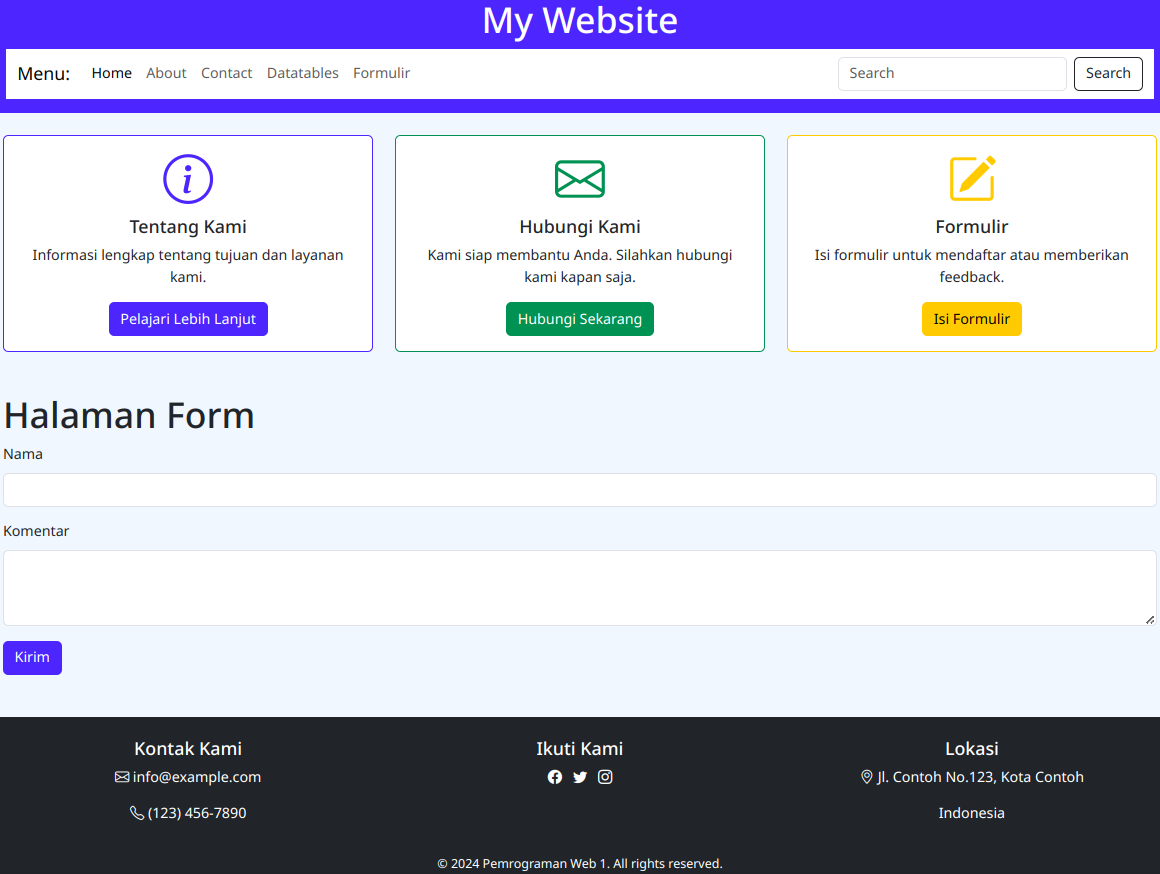 My Website
Menu: Home About Contact Datatables Formulir Search Search
Tentang Kami
Informasi lengkap tentang tujuan dan layanan
kami.
Pelajari Lebih Lanjut
Hubungi Kami
Kami siap membantu Anda. Silahkan hubungi
kami kapan saja.
Hubungi Sekarang
Formulir
Isi formulir untuk mendaftar atau memberikan
feedback.
Isi Formulir
Halaman Form
Nama
Komentar
Kirim
Kontak Kami
info@example.com
(123) 456-7890
Ikuti Kami
Lokasi
Jl. Contoh No.123, Kota Contoh
Indonesia
© 2024 Pemrograman Web 1. All rights reserved.